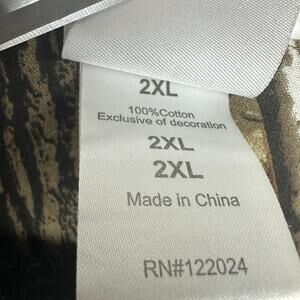 2XL
100%Cotton
Exclusive of decoration
2XL
2XL
Made in China
RN#122024